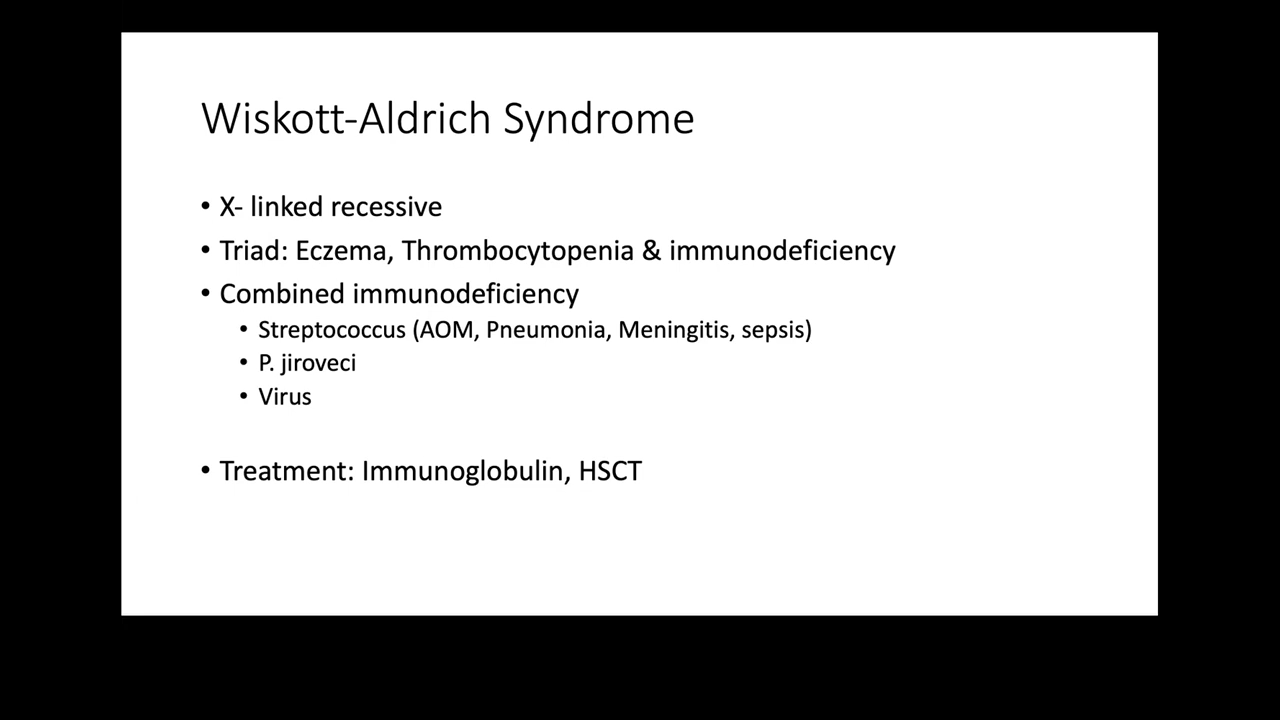 Wiskott-Aldrich Syndrome
• X- linked recessive
• Triad: Eczema, Thrombocytopenia & immunodeficiency
• Combined immunodeficiency
• Streptococcus (AOM, Pneumonia, Meningitis, sepsis)
• P. jiroveci
• Virus
• Treatment: Immunoglobulin, HSCT